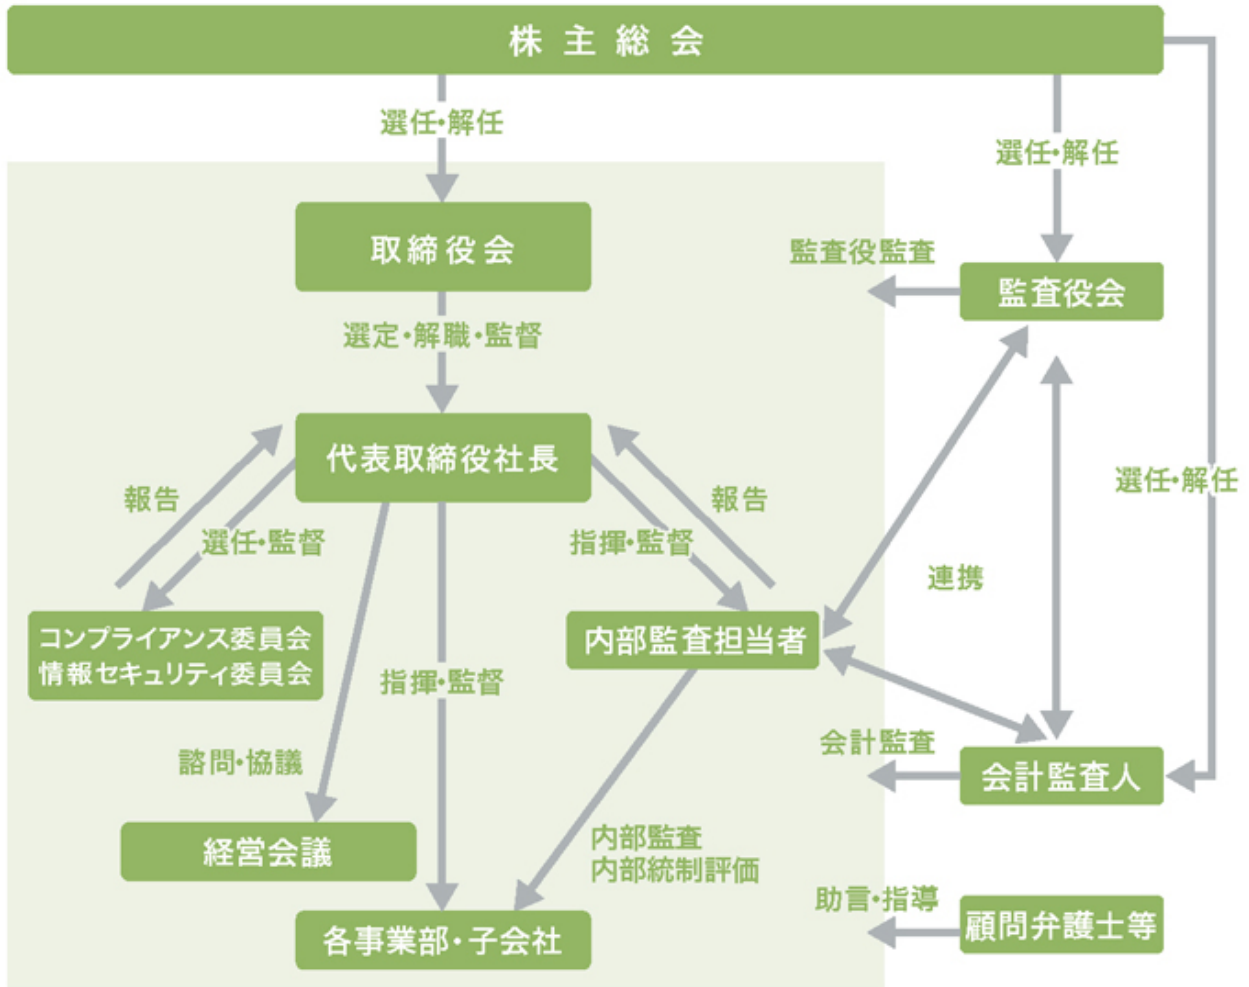 株主総会
選任・解任
選任・解任
取締役会
監査役監査
監査役会
選定・解職・監督
代表取締役社長
選任・解任
報告
報告
選任・監督
指揮・監督
連携
コンプライアンス委員会
情報セキュリティ委員会
内部監査担当者
指揮・監督
会計監査
諮問・協議
会計監査人
内部監査
内部統制評価
経営会議
助言・指導
顧問弁護士等
各事業部・子会社